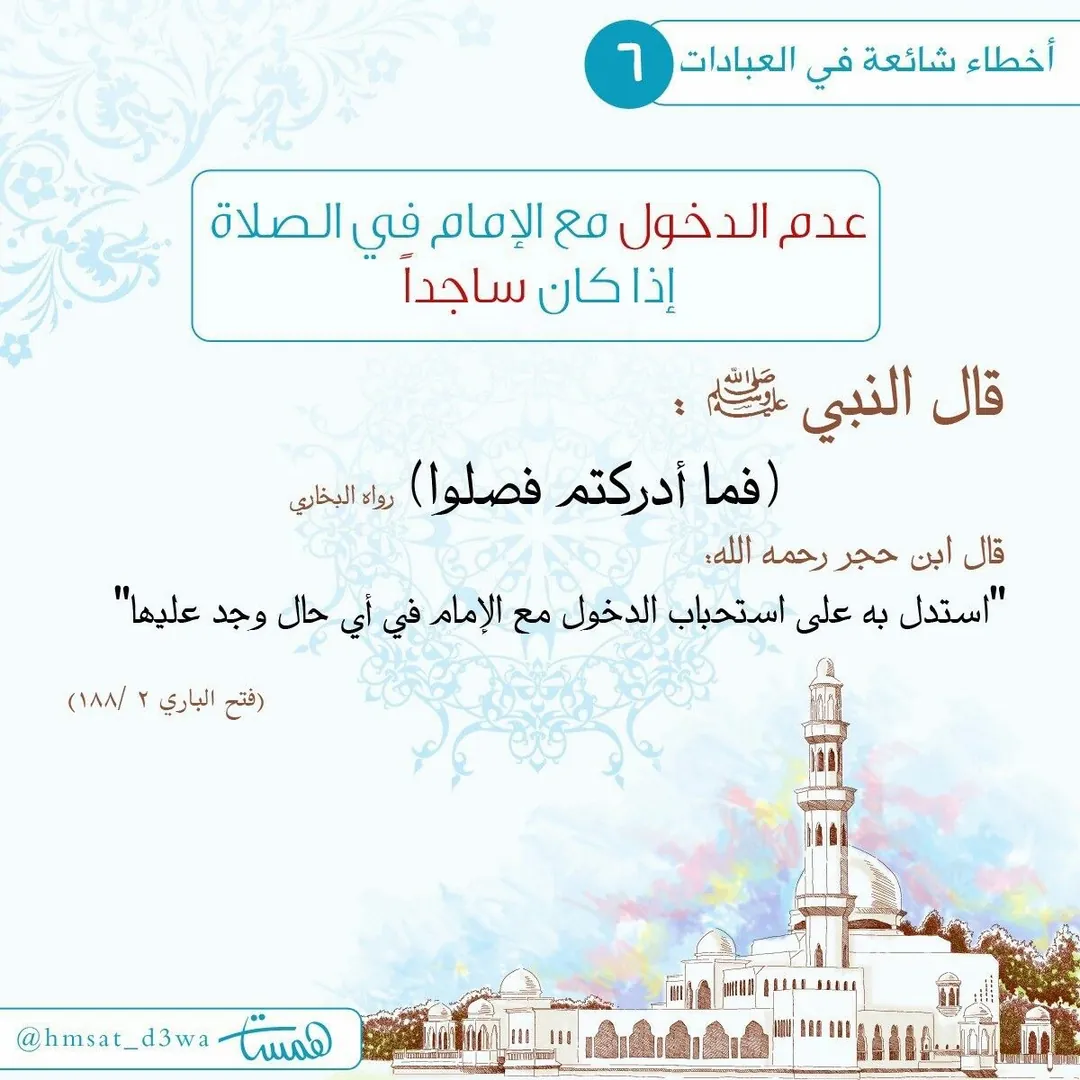 أخطاء شائعة في العبادات ٦
عدم الدخول مع الإمام في الصلاة
إذا كان ساجداً
قال النبي ﷺ :
(فما أدركتم فصلوا) رواه البخاري
قال ابن حجر رحمه الله:
"استدل به على استحباب الدخول مع الإمام في أي حال وجد عليها"
(فتح الباري ٢ /١٨٨)
@hmsat_d3wa همسات